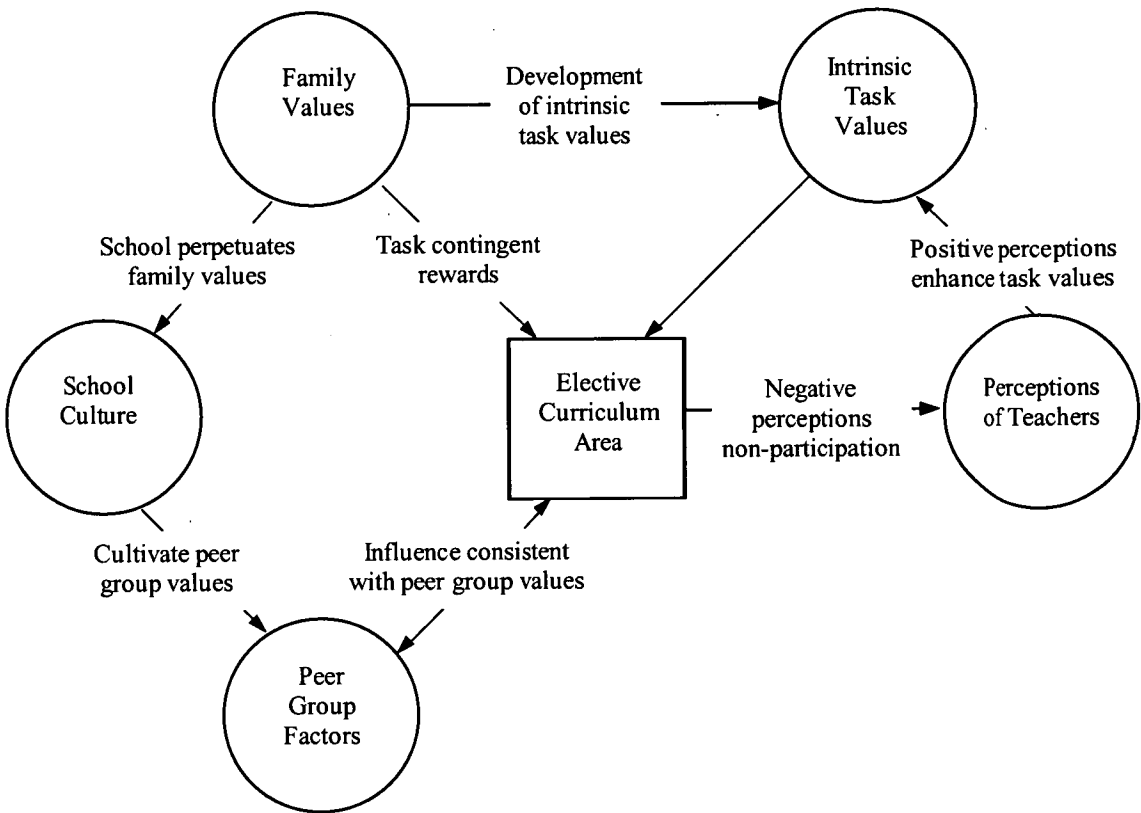 Family
Values
Development
of intrinsic
task values
Intrinsic
Task
Values
School perpetuates
family values
Task contingent
rewards
Positive perceptions
enhance task values
School
Culture
Elective
Curriculum
Area
Negative
perceptions
non-participation
Perceptions
of Teachers
Cultivate peer
group values
Influence consistent
with peer group values
Peer
Group
Factors